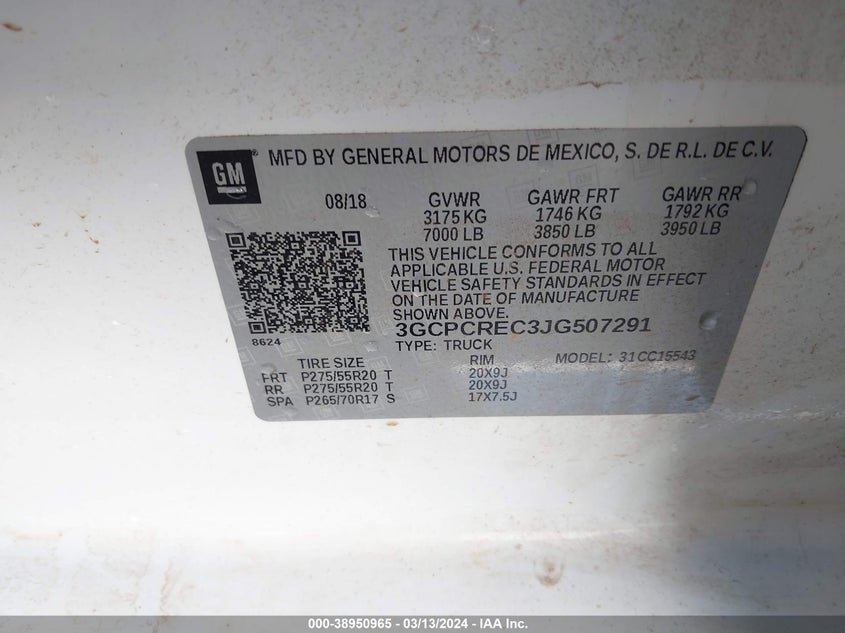 GM
® MFD BY GENERAL MOTORS DE MEXICO, S. DE R.L. DE C.V.
08/18 GVWR GAWR FRT GAWR RR
3175 KG 1746 KG 1792 KG
7000 LB 3850 LB 3950 LB
THIS VEHICLE CONFORMS TO ALL
APPLICABLE U.S. FEDERAL MOTOR
VEHICLE SAFETY STANDARDS IN EFFECT
ON THE DATE OF MANUFACTURE
SHOWN ABOVE.
3GCPCREC3JG507291
8624
TYPE: TRUCK
TIRE SIZE RIM MODEL: 31CC15543
FRT P275/55R20 T 20X9J
RR P275/55R20 T 20X9J
SPA P265/70R17 S 17X7.5J
000-38950965 - 03/13/2024 - IAA Inc.